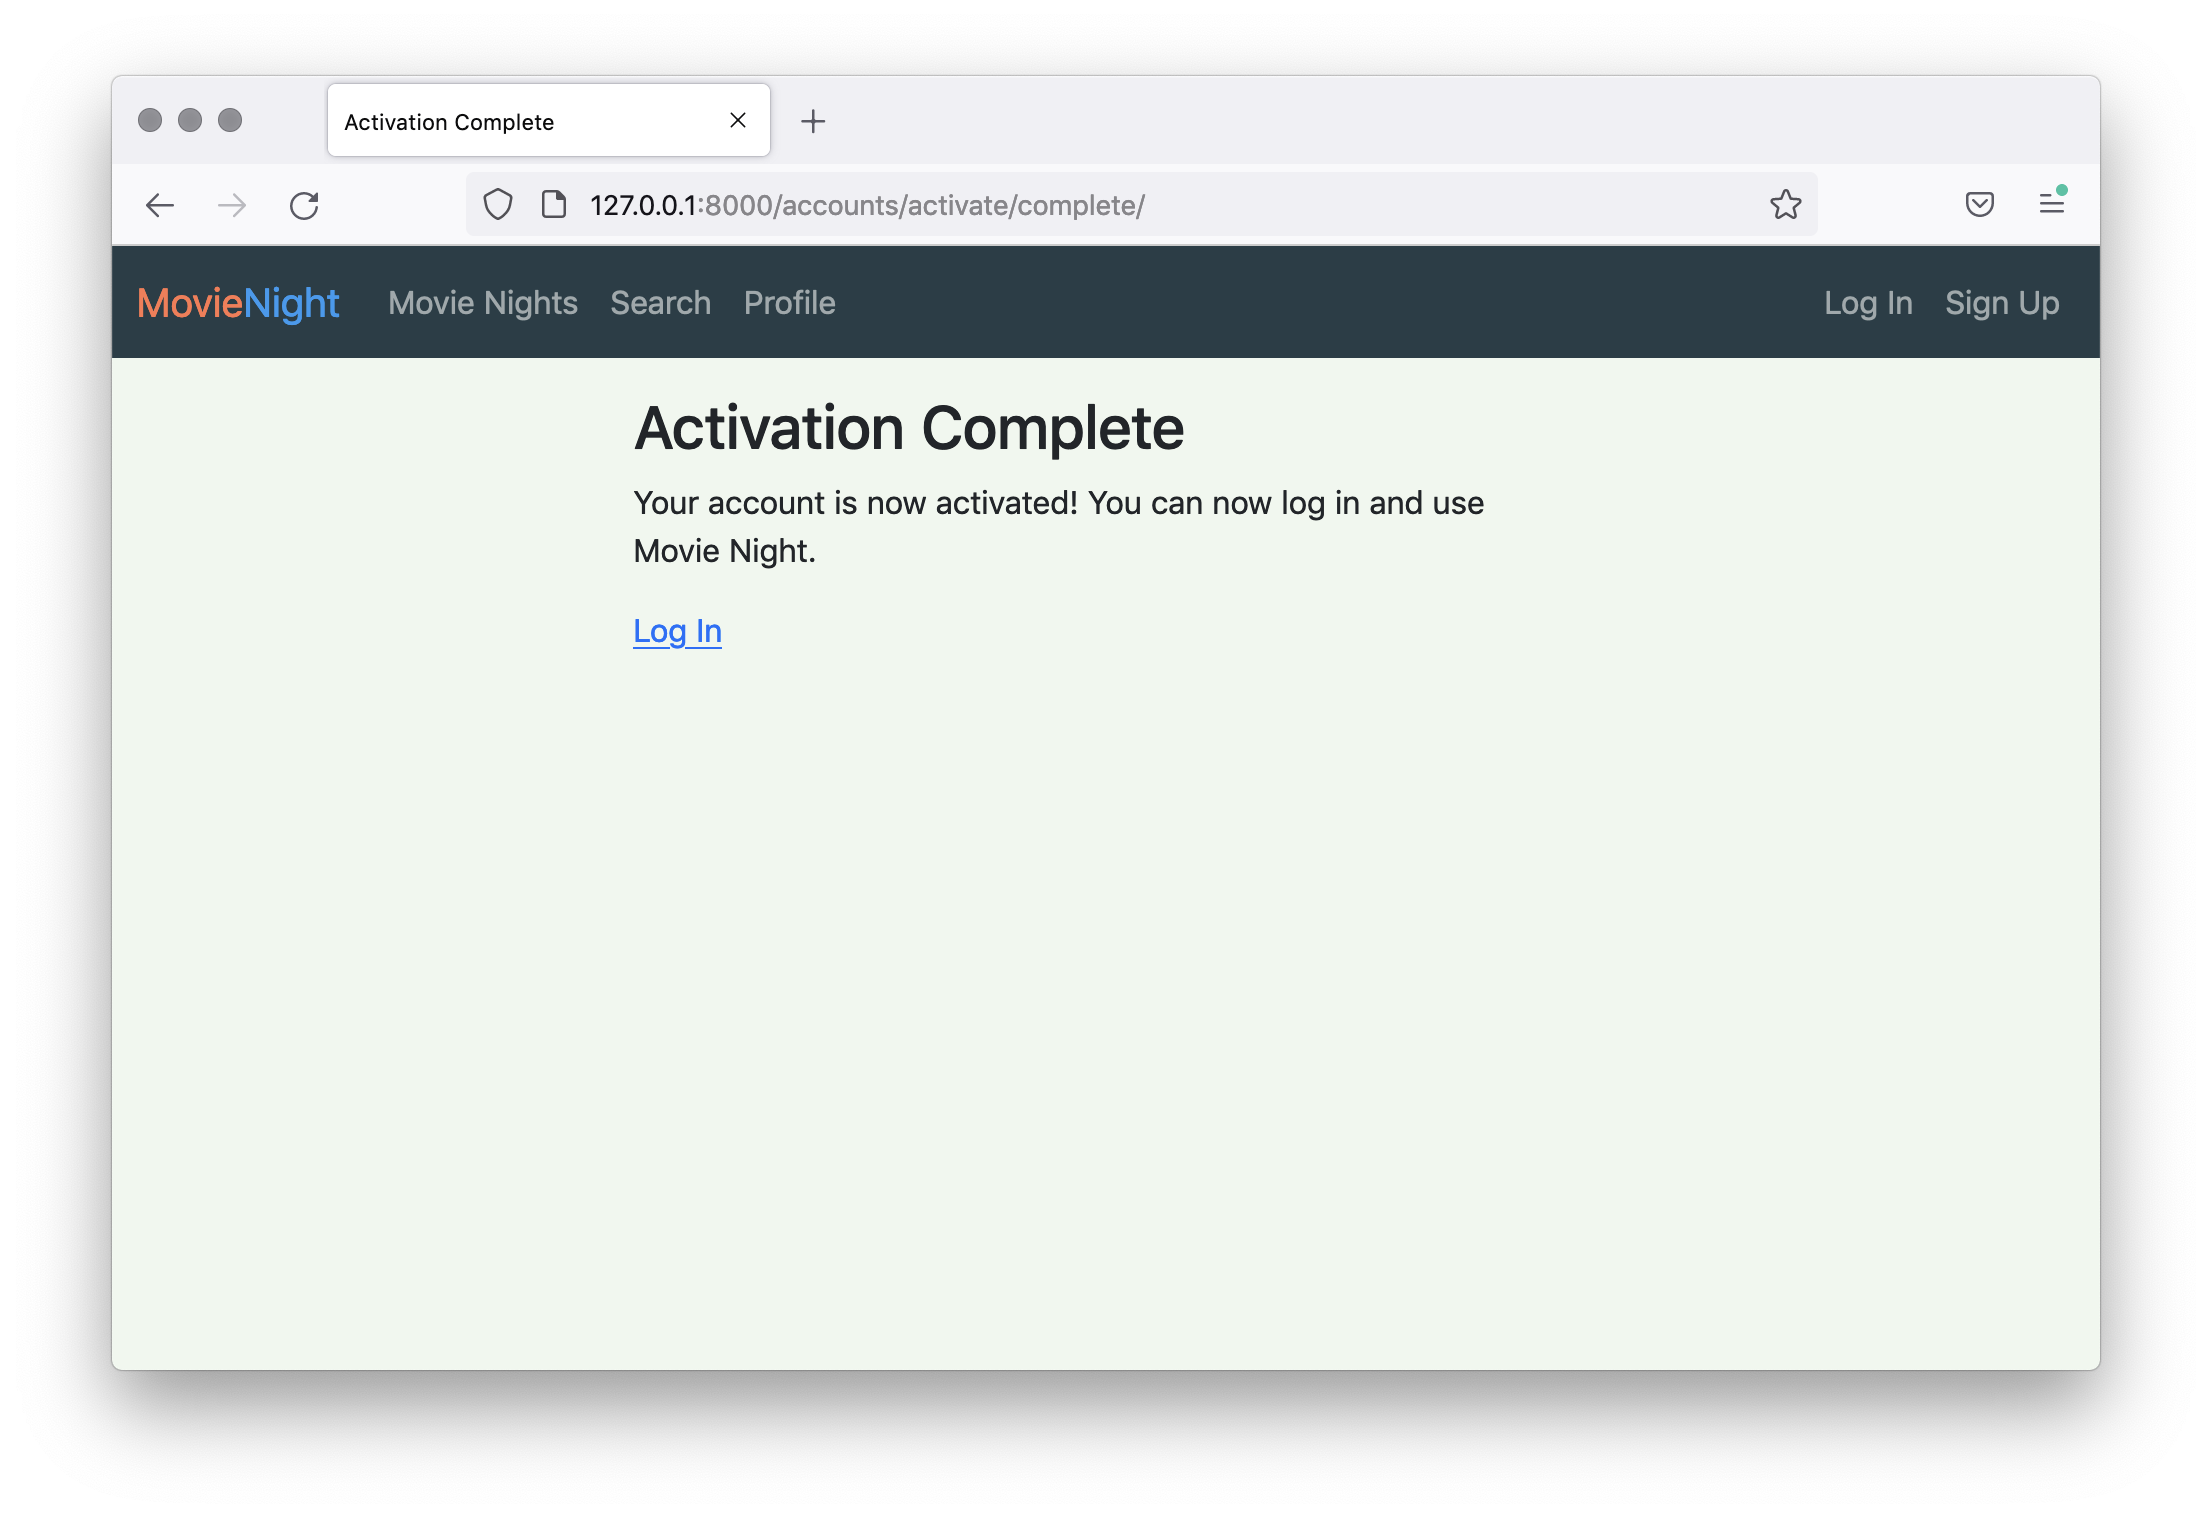 Activation Complete
127.0.0.1:8000/accounts/activate/complete/
MovieNight Movie Nights Search Profile Log In Sign Up
Activation Complete
Your account is now activated! You can now log in and use
Movie Night.
Log In